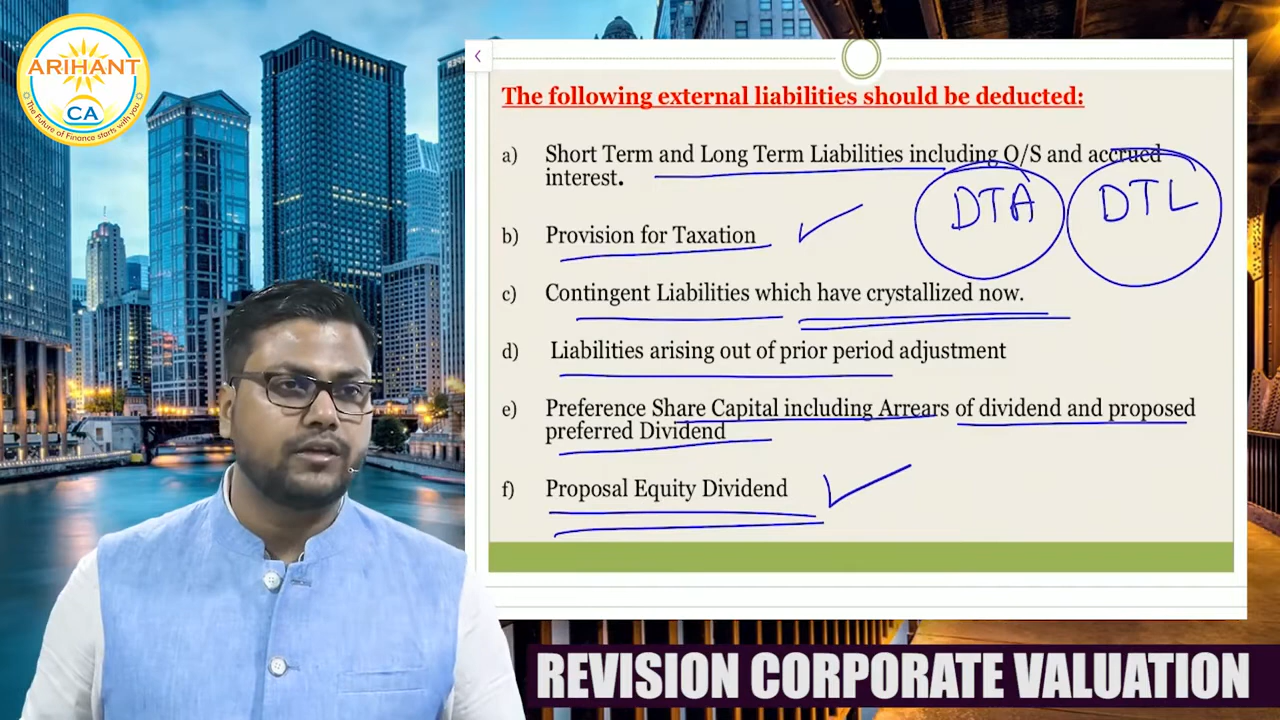 ARIHANT
CA
The Future of Finance starts with you
The following external liabilities should be deducted:
a) Short Term and Long Term Liabilities including O/S and accrued
interest.
DTA DTL
b) Provision for Taxation
c) Contingent Liabilities which have crystallized now.
d) Liabilities arising out of prior period adjustment
e) Preference Share Capital including Arrears of dividend and proposed
preferred Dividend
f) Proposal Equity Dividend
REVISION CORPORATE VALUATION